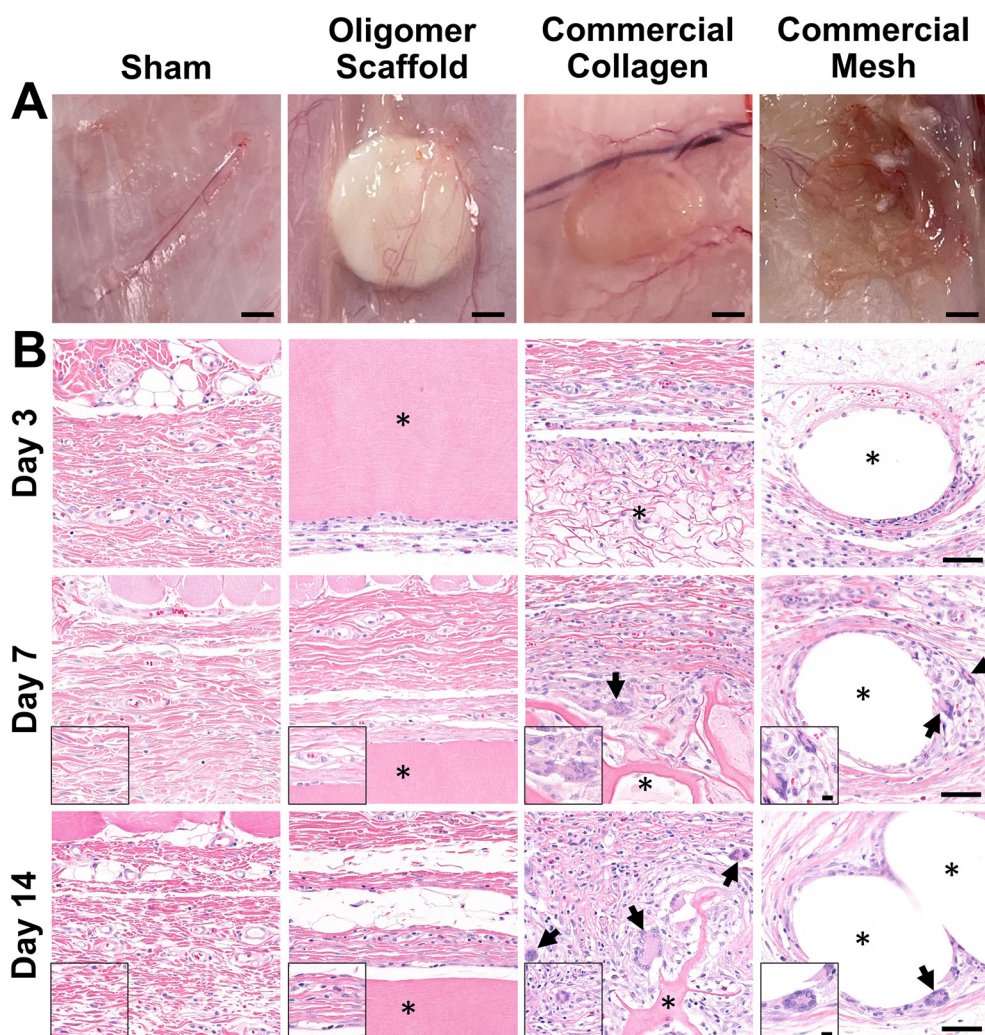 Sham
Oligomer
Scaffold
Commercial
Collagen
Commercial
Mesh
A
B
Day 3
*
*
*
Day 7
*
*
*
Day 14
*
*
*
*